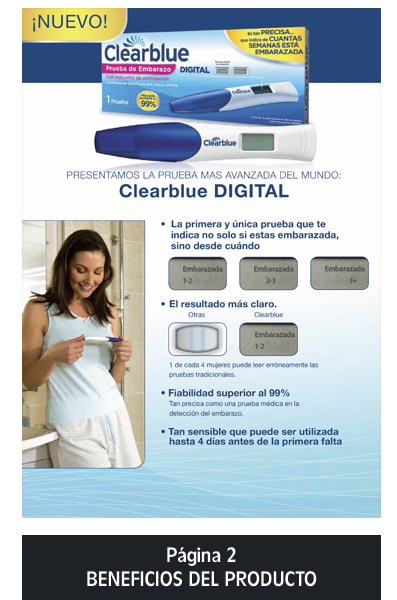 ¡NUEVO!
Es tan PRECISA...
que indica de CUANTAS
SEMANAS ESTÁ
EMBARAZADA
Clearblue
Prueba de Embarazo
DIGITAL
Con indicador de concepción
1 Prueba
99%
Clearblue
PRESENTAMOS LA PRUEBA MAS AVANZADA DEL MUNDO:
Clearblue DIGITAL
• La primera y única prueba que te
indica no solo si estas embarazada,
sino desde cuándo
Embarazada Embarazada Embarazada
1-2 2-3 3+
• El resultado más claro.
Otras Clearblue
Embarazada
1-2
1 de cada 4 mujeres puede leer erróneamente las
pruebas tradicionales.
• Fiabilidad superior al 99%
Tan precisa como una prueba médica en la
detección del embarazo.
• Tan sensible que puede ser utilizada
hasta 4 días antes de la primera falta
Página 2
BENEFICIOS DEL PRODUCTO